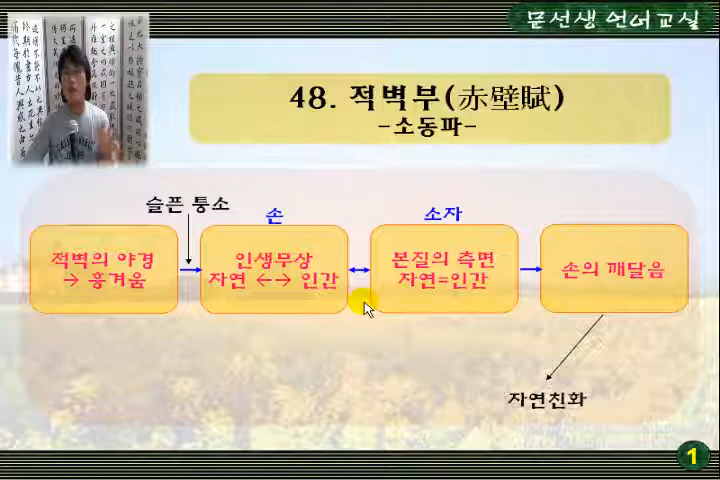 문선생 언어교실
48. 적벽부(赤壁賦)
-소동파-
슬픈 퉁소
손
소자
적벽의 야경
→ 흥겨움
인생무상
자연 ←→ 인간
본질의 측면
자연=인간
손의 깨달음
자연친화
1